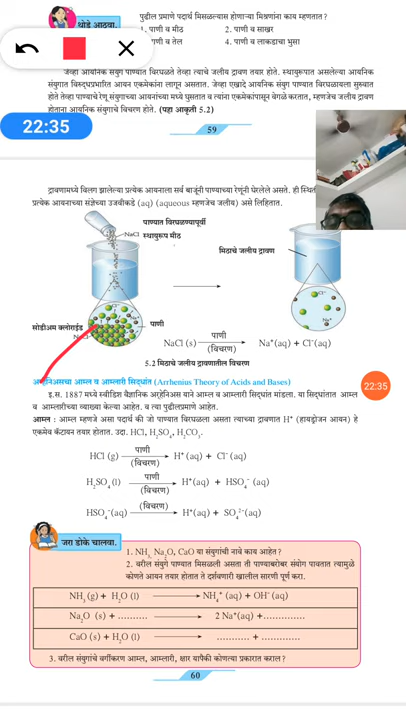 थोडे आठवा.
पुढील प्रमाणे पदार्थ मिसळल्यास होणाऱ्या मिश्रणांना काय म्हणतात?
1. पाणी व मीठ 2. पाणी व साखर
पाणी व तेल 4. पाणी व लाकडाचा भुसा
जेव्हा आयनिक संयुग पाण्यात विरघळते तेव्हा त्याचे जलीय द्रावण तयार होते. स्थायुरूपात असलेल्या आयनिक
संयुगात विरुद्धप्रभारित आयन एकमेकांना लागून असतात. जेव्हा एखादे आयनिक संयुग पाण्यात विरघळायला सुरुवात
होते तेव्हा पाण्याचे रेणू संयुगाच्या आयनांच्या मध्ये घुसतात व त्यांना एकमेकांपासून वेगळे करतात, म्हणजेच जलीय द्रावण
होताना आयनिक संयुगाचे विचरण होते. (पहा आकृती 5.2)
22:35
59
द्रावणामध्ये विलग झालेल्या प्रत्येक आयनाला सर्व बाजूंनी पाण्याच्या रेणूंनी घेरलेले असते. ही स्थिती
प्रत्येक आयनाच्या संज्ञेच्या उजवीकडे (aq) (aqueous म्हणजेच जलीय) असे लिहितात.
पाण्यात विरघळण्यापूर्वी
NaCl स्थायुरूप मीठ
मिठाचे जलीय द्रावण
सोडीअम क्लोराईड
पाणी
NaCl (s) पाणी (विचरण) → Na⁺(aq) + Cl⁻(aq)
5.2 मिठाचे जलीय द्रावणातील विचरण
22:35
अऱ्हेनिअसचा आम्ल व आम्लारी सिद्धांत (Arrhenius Theory of Acids and Bases)
इ.स. 1887 मध्ये स्वीडिश वैज्ञानिक अऱ्हेनिअस याने आम्ल व आम्लारी सिद्धांत मांडला. या सिद्धांतात आम्ल
व आम्लारीच्या व्याख्या केल्या आहेत. व त्या पुढीलप्रमाणे आहेत.
आम्ल : आम्ल म्हणजे असा पदार्थ की जो पाण्यात विरघळला असता त्याच्या द्रावणात H⁺ (हायड्रोजन आयन) हे
एकमेव कॅटायन तयार होतात. उदा. HCl, H₂SO₄, H₂CO₃.
HCl (g) पाणी (विचरण) → H⁺(aq) + Cl⁻(aq)
H₂SO₄(l) पाणी (विचरण) → H⁺(aq) + HSO₄⁻ (aq)
HSO₄⁻(aq) (विचरण) → H⁺(aq) + SO₄²⁻(aq)
जरा डोके चालवा.
1. NH₃, Na₂O, CaO या संयुगांची नावे काय आहेत ?
2. वरील संयुगे पाण्यात मिसळली असता ती पाण्याबरोबर संयोग पावतात त्यामुळे
कोणते आयन तयार होतात ते दर्शवणारी खालील सारणी पूर्ण करा.
NH₃(g) + H₂O (l) → NH₄⁺ (aq) + OH⁻(aq)
Na₂O (s) + .......... → 2 Na⁺(aq) +.............
CaO (s) + H₂O (l) → ........... + .............
3. वरील संयुगांचे वर्गीकरण आम्ल, आम्लारी, क्षार यापैकी कोणत्या प्रकारात कराल ?
60